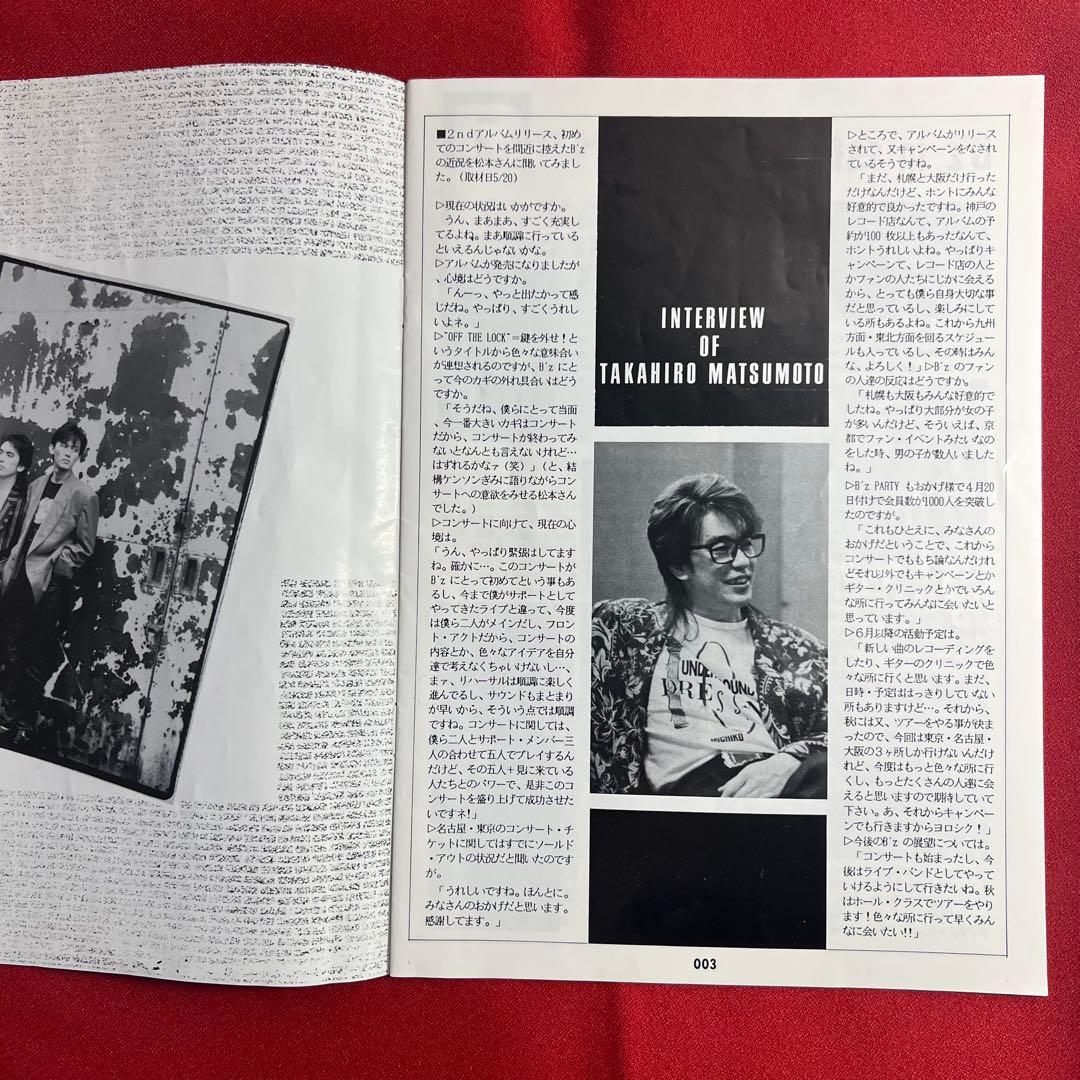 ■２ｎｄアルバムリリース、初め
てのコンサートを間近に控えたB'z
の近況を松本さんに聞いてみまし
た。（取材日5/20）
▷現在の状況はいかがですか。
うん、まあまあ、すごく充実し
てるよね。まあ順調に行っている
といえるんじゃないかな。
▷アルバムが発売になりましたが
、心境はどうですか。
「んーっ、やっと出たかって感
じだね。やっぱり、すごくうれし
いよネ。」
▷"OFF THE LOCK"＝鍵を外せ！と
いうタイトルから色々な意味合い
が連想されるのですが、B'z にと
って今のカギの外れ具合いはどう
ですか。
「そうだね、僕らにとって当面
、今一番大きいカギはコンサート
だから、コンサートが終わってみ
ないとなんとも言えないけれど…
はずれるかなァ（笑）」（と、結
構ケンソンぎみに語りながらコン
サートへの意欲をみせる松本さん
でした。）
▷コンサートに向けて、現在の心
境は。
「うん、やっぱり緊張はしてます
ね。確かに…。このコンサートが
B'z にとって初めてという事もあ
るし、今まで僕がサポートとして
やってきたライブと違って、今度
は僕ら二人がメインだし、フロン
ト・アクトだから、コンサートの
内容とか、色々なアイデアを自分
達で考えなくちゃいけないし…、
まァ、リハーサルは順調に楽しく
進んでるし、サウンドもまとまり
が早いから、そういう点では順調
ですね。コンサートに関しては、
僕ら二人とサポート・メンバー三
人の合わせて五人でプレイするん
だけど、その五人＋見に来ている
人たちとのパワーで、是非このコ
ンサートを盛り上げて成功させた
いですネ！」
▷名古屋・東京のコンサート・チ
ケットに関してはすでにソールド
・アウトの状況だと聞いたのです
が。
「うれしいですね。ほんとに。
みなさんのおかげだと思います。
感謝してます。」
INTERVIEW
OF
TAKAHIRO MATSUMOTO
UNDERGROUND
DRESS
MICHIKO
▷ところで、アルバムがリリース
されて、又キャンペーンをなされ
ているそうですね。
「まだ、札幌と大阪だけ行った
だけなんだけど、ホントにみんな
好意的で良かったですね。神戸の
レコード店なんて、アルバムの予
約が100 枚以上もあったなんて、
ホントうれしいよね。やっぱりキ
ャンペーンて、レコード店の人と
かファンの人たちにじかに会える
から、とっても僕ら自身大切な事
だと思っているし、楽しみにして
いる所もあるよね。これから九州
方面・東北方面を回るスケジュー
ルも入っているし、その時はみん
な、よろしく！」▷B'z のファン
の人達の反応はどうですか。
「札幌も大阪もみんな好意的で
したね。やっぱり大部分が女の子
が多いんだけど、そういえば、京
都でファン・イベントみたいなの
をした時、男の子が数人いました
ね。」
▷B'z PARTY もおかげ様で４月20
日付けで会員数が1000人を突破し
たのですが。
「これもひとえに、みなさんの
おかげだということで、これから
コンサートでももち論なんだけれ
どそれ以外でもキャンペーンとか
ギター・クリニックとかでいろん
な所に行ってみんなに会いたいと
思っています。」
▷６月以降の活動予定は。
「新しい曲のレコーディングを
したり、ギターのクリニックで色
々な所に行くと思います。まだ、
日時・予定ははっきりしていない
所もありますけど…。それから、
秋には又、ツアーをやる事が決ま
ったので、今回は東京・名古屋・
大阪の３ヶ所しか行けないんだけ
れど、今度はもっと色々な所に行
くし、もっとたくさんの人達に会
えると思いますので期待していて
下さい。あ、それからキャンペー
ンでも行きますからヨロシク！」
▷今後のB'z の展望については。
「コンサートも始まったし、今
後はライブ・バンドとしてやって
いけるようにして行きたいね。秋
はホール・クラスでツアーをやり
ます！色々な所に行って早くみん
なに会いたい!!」
003